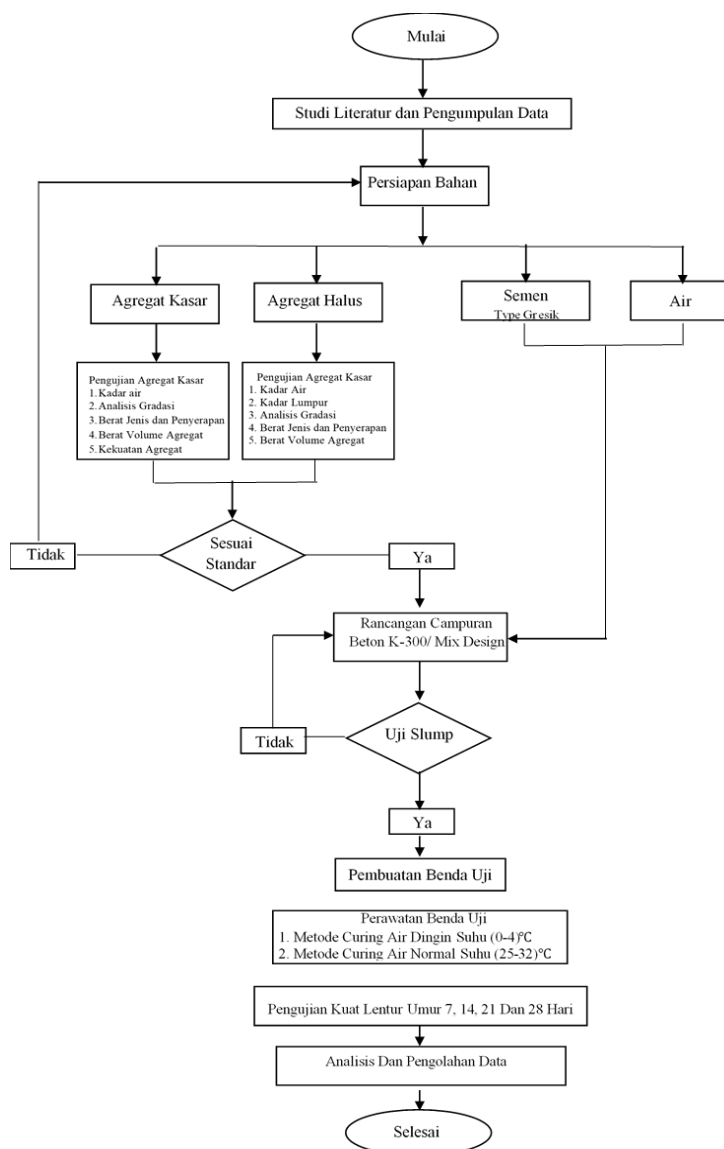 Mulai
Studi Literatur dan Pengumpulan Data
Persiapan Bahan
Agregat Kasar
Agregat Halus
Semen
Type Gresik
Air
Pengujian Agregat Kasar
1. Kadar air
2. Analisis Gradasi
3. Berat Jenis dan Penyerapan
4. Berat Volume Agregat
5. Kekuatan Agregat
Pengujian Agregat Kasar
1. Kadar Air
2. Kadar Lumpur
3. Analisis Gradasi
4. Berat Jenis dan Penyerapan
5. Berat Volume Agregat
Tidak
Sesuai
Standar
Ya
Rancangan Campuran
Beton K-300/ Mix Design
Tidak
Uji Slump
Ya
Pembuatan Benda Uji
Perawatan Benda Uji
1. Metode Curing Air Dingin Suhu (0-4)℃
2. Metode Curing Air Normal Suhu (25-32)℃
Pengujian Kuat Lentur Umur 7, 14, 21 Dan 28 Hari
Analisis Dan Pengolahan Data
Selesai